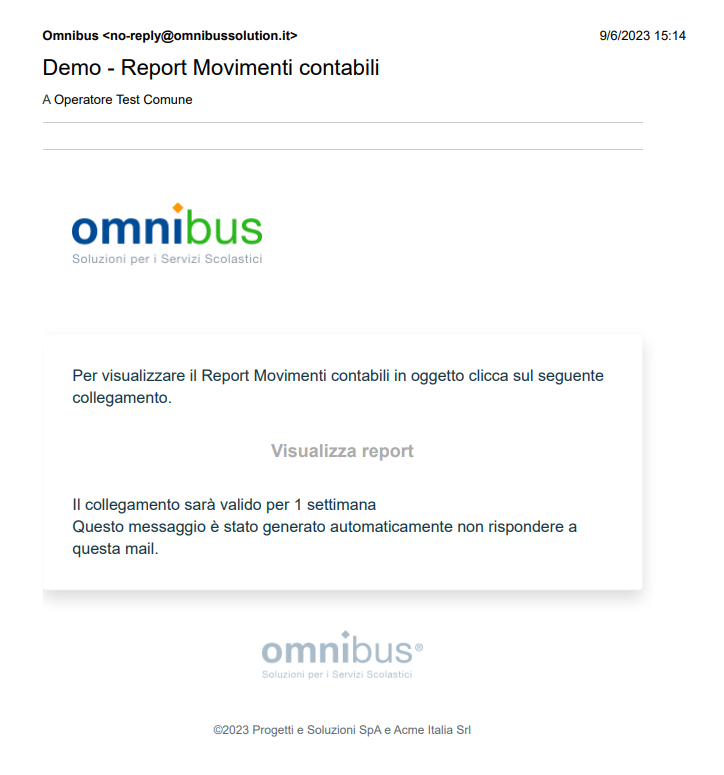 Omnibus <no-reply@omnibussolution.it> 9/6/2023 15:14
Demo - Report Movimenti contabili
A Operatore Test Comune
omnibus
Soluzioni per i Servizi Scolastici
Per visualizzare il Report Movimenti contabili in oggetto clicca sul seguente
collegamento.
Visualizza report
Il collegamento sarà valido per 1 settimana
Questo messaggio è stato generato automaticamente non rispondere a
questa mail.
omnibus®
Soluzioni per i Servizi Scolastici
©2023 Progetti e Soluzioni SpA e Acme Italia Srl